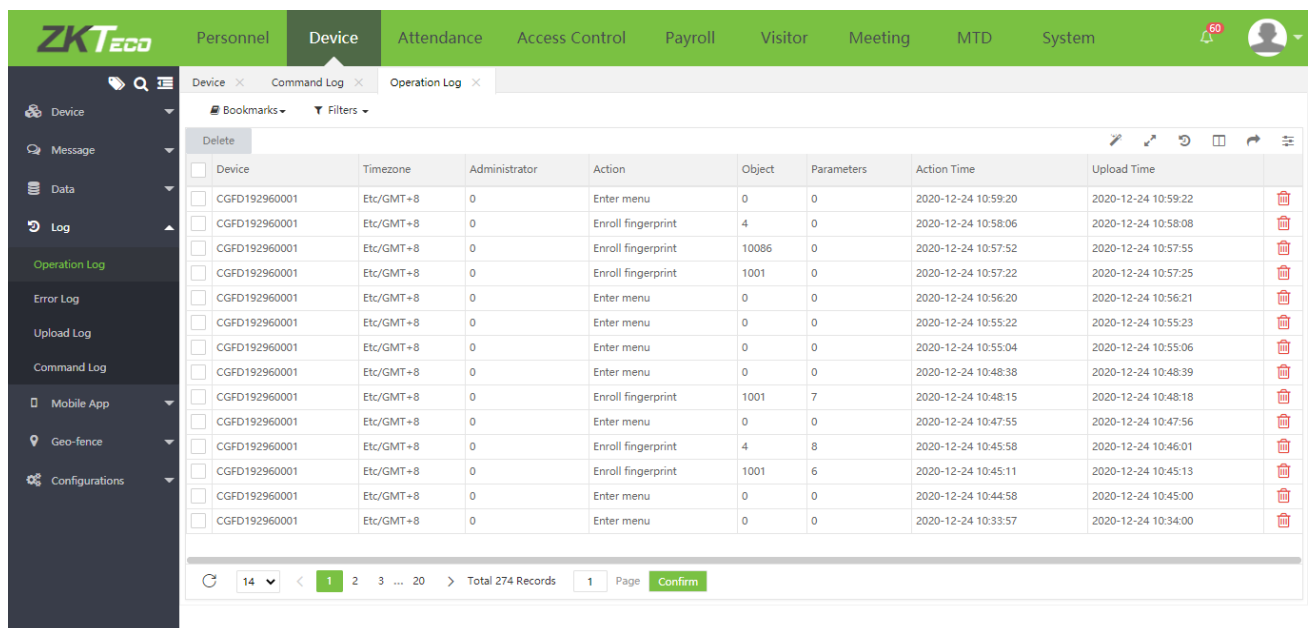 ZKTECO Personnel Device Attendance Access Control Payroll Visitor Meeting MTD System 60
Device Command Log Operation Log
Bookmarks Filters
Delete
Device Timezone Administrator Action Object Parameters Action Time Upload Time
CGFD192960001 Etc/GMT+8 0 Enter menu 0 0 2020-12-24 10:59:20 2020-12-24 10:59:22
CGFD192960001 Etc/GMT+8 0 Enroll fingerprint 4 0 2020-12-24 10:58:06 2020-12-24 10:58:08
CGFD192960001 Etc/GMT+8 0 Enroll fingerprint 10086 0 2020-12-24 10:57:52 2020-12-24 10:57:55
CGFD192960001 Etc/GMT+8 0 Enroll fingerprint 1001 0 2020-12-24 10:57:22 2020-12-24 10:57:25
CGFD192960001 Etc/GMT+8 0 Enter menu 0 0 2020-12-24 10:56:20 2020-12-24 10:56:21
CGFD192960001 Etc/GMT+8 0 Enter menu 0 0 2020-12-24 10:55:22 2020-12-24 10:55:23
CGFD192960001 Etc/GMT+8 0 Enter menu 0 0 2020-12-24 10:55:04 2020-12-24 10:55:06
CGFD192960001 Etc/GMT+8 0 Enter menu 0 0 2020-12-24 10:48:38 2020-12-24 10:48:39
CGFD192960001 Etc/GMT+8 0 Enroll fingerprint 1001 7 2020-12-24 10:48:15 2020-12-24 10:48:18
CGFD192960001 Etc/GMT+8 0 Enter menu 0 0 2020-12-24 10:47:55 2020-12-24 10:47:56
CGFD192960001 Etc/GMT+8 0 Enroll fingerprint 4 8 2020-12-24 10:45:58 2020-12-24 10:46:01
CGFD192960001 Etc/GMT+8 0 Enroll fingerprint 1001 6 2020-12-24 10:45:11 2020-12-24 10:45:13
CGFD192960001 Etc/GMT+8 0 Enter menu 0 0 2020-12-24 10:44:58 2020-12-24 10:45:00
CGFD192960001 Etc/GMT+8 0 Enter menu 0 0 2020-12-24 10:33:57 2020-12-24 10:34:00
14 < 1 2 3 ... 20 > Total 274 Records 1 Page Confirm
Device
Message
Data
Log
Operation Log
Error Log
Upload Log
Command Log
Mobile App
Geo-fence
Configurations